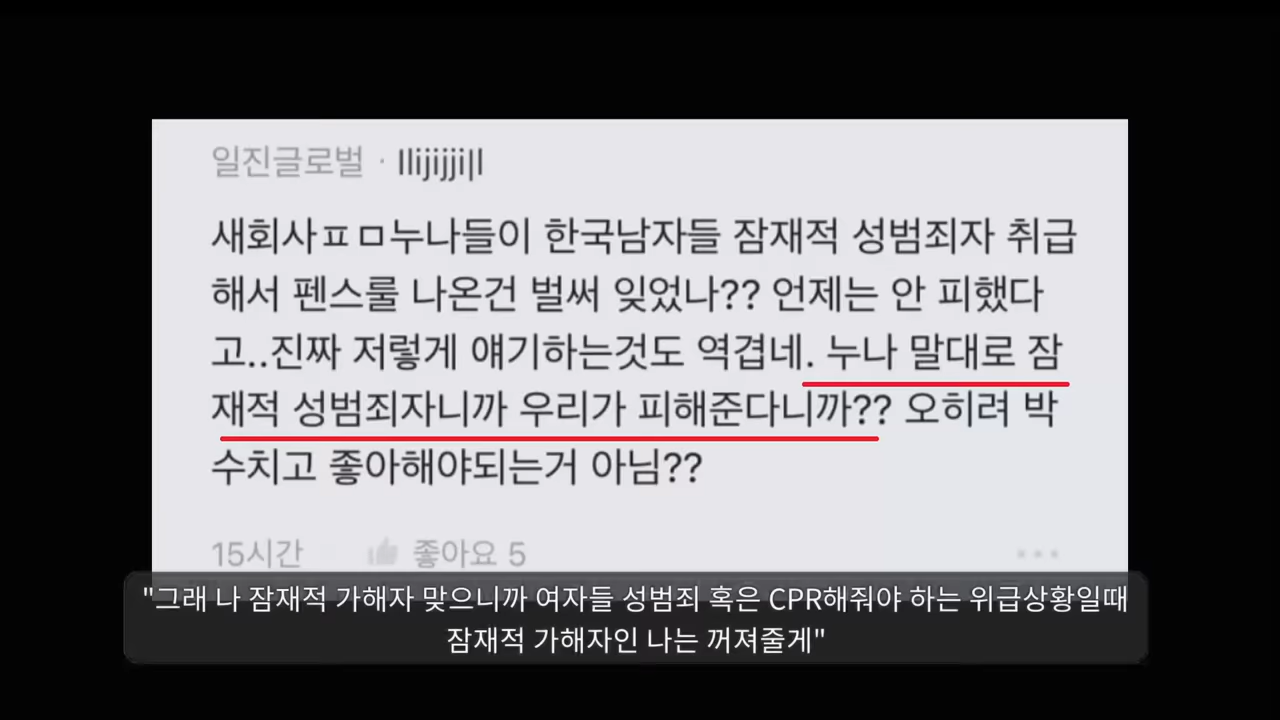 일진글로벌 · llijijji|l
새회사ㅍㅁ누나들이 한국남자들 잠재적 성범죄자 취급
해서 펜스룰 나온건 벌써 잊었나?? 언제는 안 피했다
고..진짜 저렇게 얘기하는것도 역겹네. 누나 말대로 잠
재적 성범죄자니까 우리가 피해준다니까?? 오히려 박
수치고 좋아해야되는거 아님??
15시간 좋아요 5
"그래 나 잠재적 가해자 맞으니까 여자들 성범죄 혹은 CPR해줘야 하는 위급상황일때
잠재적 가해자인 나는 꺼져줄게"